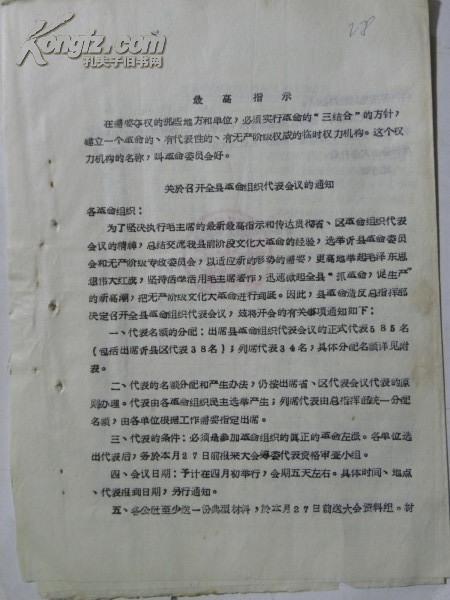 Kongfz.com
孔夫子旧书网
28
最高指示
在需要夺权的那些地方和单位，必须实行革命的“三结合”的方针，
建立一个革命的、有代表性的、有无产阶级权威的临时权力机构。这个权
力机构的名称，叫革命委员会好。
关於召开全县革命组织代表会议的通知
各革命组织：
为了坚决执行毛主席的最新最高指示和传达贯彻省、区革命组织代表
会议的精神，总结交流我县前阶段文化大革命的经验，选举沂县革命委员
会和无产阶级专政委员会，以适应新的形势的需要，更高地举起毛泽东思
想伟大红旗，坚持活学活用毛主席著作，迅速掀起全县“抓革命，促生产”
的新高潮，把无产阶级文化大革命进行到底。因此，县革命造反总指挥部
决定召开全县革命组织代表会议，兹将开会的有关事项通知如下：
一、代表名额的分配：出席县革命组织代表会议的正式代表585名
（包括出席沂县区代表38名）；列席代表34名，具体分配名额详见附
表。
二、代表的名额分配和产生办法，仍按出席省、区代表会议代表的原
则办理。代表由各革命组织民主选举产生；列席代表由总指挥部统一分配
名额，由各单位根据工作需要指定出席。
三、代表的条件：必须是参加革命组织的真正的革命左派。各单位选
出代表后，务於本月27日前报来大会筹委代表资格审查小组。
四、会议日期：予计在四月初举行，会期五天左右。具体时间、地点
、代表报到日期，另行通知。
五、各公社至少选一份典型材料，於本月27日前送大会资料组。材